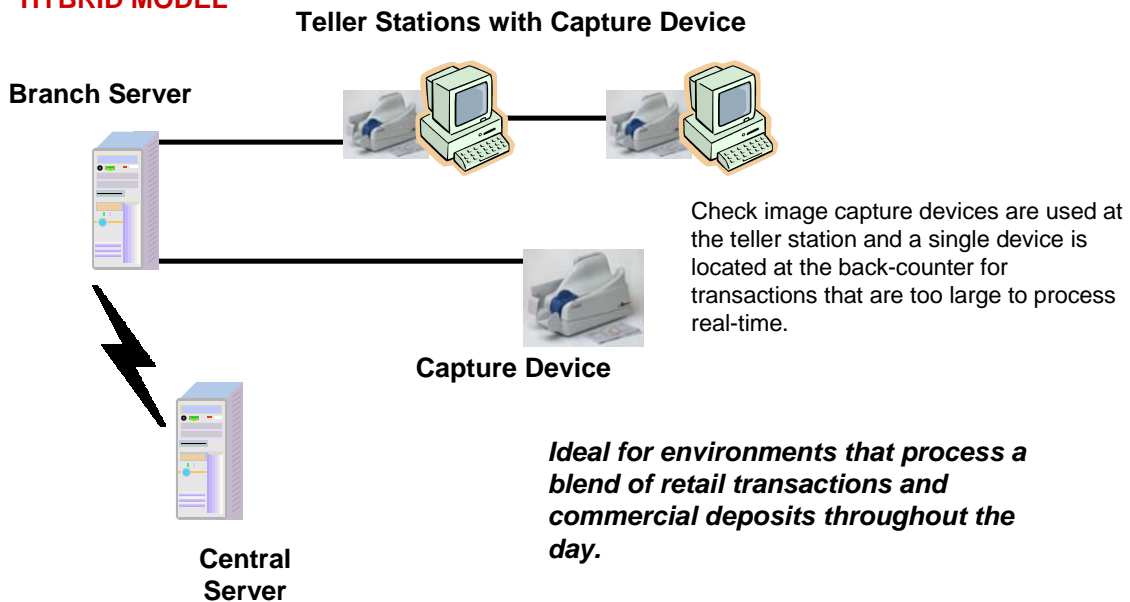 HYBRID MODEL
Teller Stations with Capture Device
Branch Server
Check image capture devices are used at
the teller station and a single device is
located at the back-counter for
transactions that are too large to process
real-time.
Capture Device
Ideal for environments that process a
blend of retail transactions and
commercial deposits throughout the
day.
Central
Server